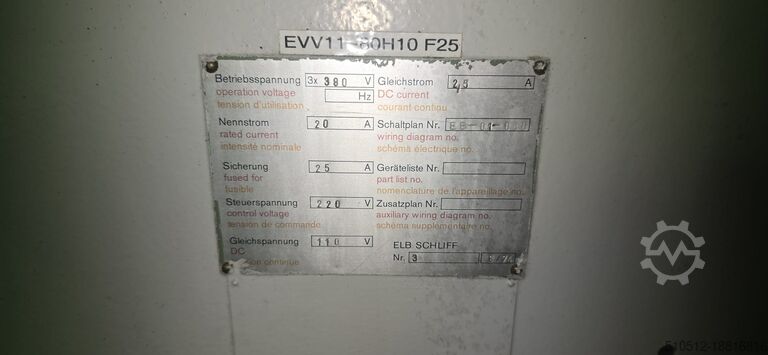 EVV11-80H10 F25
Betriebsspannung 3x 380 V
operation voltage Hz
tension d'utilisation
Nennstrom 20 A
rated current
intensité nominale
Sicherung 25 A
fused for
fusible
Steuerspannung 220 V
control voltage
tension de commande
Gleichspannung 110 V
DC
continue
Gleichstrom 2,5 A
DC current
courant continu
Schaltplan Nr.
wiring diagram no.
schéma électrique no.
Geräteliste Nr.
part list no.
nomenclature de l'appareillage no.
Zusatzplan Nr.
auxiliary wiring diagram no.
schéma supplementaire no.
ELB SCHLIFF
Nr. 3